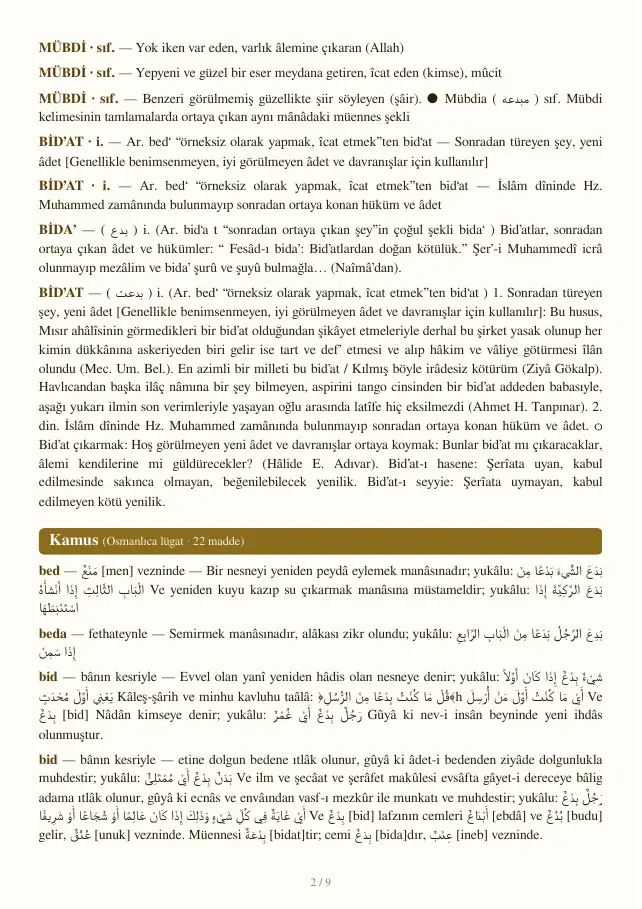 MÜBDİ · sıf. — Yok iken var eden, varlık âlemine çıkaran (Allah)
MÜBDİ · sıf. — Yepyeni ve güzel bir eser meydana getiren, îcat eden (kimse), mûcit
MÜBDİ · sıf. — Benzeri görülmemiş güzellikte şiir söyleyen (şâir). ● Mübdia ( مبدعه ) sıf. Mübdi
kelimesinin tamlamalarda ortaya çıkan aynı mânâdaki müennes şekli
BİD’AT · i. — Ar. bed‘ “örneksiz olarak yapmak, îcat etmek”ten bid‘at — Sonradan türeyen şey, yeni
âdet [Genellikle benimsenmeyen, iyi görülmeyen âdet ve davranışlar için kullanılır]
BİD’AT · i. — Ar. bed‘ “örneksiz olarak yapmak, îcat etmek”ten bid‘at — İslâm dîninde Hz.
Muhammed zamânında bulunmayıp sonradan ortaya konan hüküm ve âdet
BİDA’ — ( بدع ) i. (Ar. bid‘a t “sonradan ortaya çıkan şey”in çoğul şekli bida‘ ) Bid’atlar, sonradan
ortaya çıkan âdet ve hükümler: “ Fesâd-ı bida’: Bid’atlardan doğan kötülük.” Şer’-i Muhammedî icrâ
olunmayıp mezâlim ve bida’ şurû ve şuyû bulmağla… (Naîmâ’dan).
BİD’AT — ( بدعت ) i. (Ar. bed‘ “örneksiz olarak yapmak, îcat etmek”ten bid‘at ) 1. Sonradan türeyen
şey, yeni âdet [Genellikle benimsenmeyen, iyi görülmeyen âdet ve davranışlar için kullanılır]: Bu husus,
Mısır ahâlîsinin görmedikleri bir bid’at olduğundan şikâyet etmeleriyle derhal bu şirket yasak olunup her
kimin dükkânına askeriyeden biri gelir ise tart ve def’ etmesi ve alıp hâkim ve vâliye götürmesi îlân
olundu (Mec. Um. Bel.). En azimli bir milleti bu bid’at / Kılmış böyle irâdesiz kötürüm (Ziyâ Gökalp).
Havlıcandan başka ilâç nâmına bir şey bilmeyen, aspirini tango cinsinden bir bid’at addeden babasıyle,
aşağı yukarı ilmin son verimleriyle yaşayan oğlu arasında latîfe hiç eksilmezdi (Ahmet H. Tanpınar). 2.
din. İslâm dîninde Hz. Muhammed zamânında bulunmayıp sonradan ortaya konan hüküm ve âdet. ○
Bid’at çıkarmak: Hoş görülmeyen yeni âdet ve davranışlar ortaya koymak: Bunlar bid’at mı çıkaracaklar,
âlemi kendilerine mi güldürecekler? (Hâlide E. Adıvar). Bid’at-ı hasene: Şerîata uyan, kabul
edilmesinde sakınca olmayan, beğenilebilecek yenilik. Bid’at-ı seyyie: Şerîata uymayan, kabul
edilmeyen kötü yenilik.
Kamus (Osmanlıca lügat · 22 madde)
bed — مَنْعٌ [men] vezninde — Bir nesneyi yeniden peydâ eylemek manâsınadır; yukâlu: بَدَعَ الشَّيءَ بَدْعًا مِنَ
الْبَابِ الثَّالِثِ إِذَا أَنْشَأَهُ Ve yeniden kuyu kazıp su çıkarmak manâsına müstameldir; yukâlu: بَدَعَ الرَّكِيَّةَ إِذَا
اسْتَنْبَطَهَا
beda — fethateynle — Semirmek manâsınadır, alâkası zikr olundu; yukâlu: بَدِعَ الرَّجُلُ بَدَعًا مِنَ الْبَابِ الرَّابِعِ
إِذَا سَمِنَ
bid — bânın kesriyle — Evvel olan yanî yeniden hâdis olan nesneye denir; yukâlu: شَيْءٌ بِدْعٌ إِذَا كَانَ أَوَّلاً
يَعْنِي أَوَّلَ مُحْدَثٍ Kâleş-şârih ve minhu kavluhu taâlâ: ﴿قُلْ مَا كُنْتُ بِدْعًا مِنَ الرُّسُلِ﴾h أَيْ مَا كُنْتُ أَوَّلَ مَنْ أُرْسِلَ Ve
بِدْعٌ [bid] Nâdân kimseye denir; yukâlu: رَجُلٌ بِدْعٌ أَيْ غُمْرٌ Gûyâ ki nev-i insân beyninde yeni ihdâs
olunmuştur.
bid — bânın kesriyle — etine dolgun bedene ıtlâk olunur, gûyâ ki âdet-i bedenden ziyâde dolgunlukla
muhdestir; yukâlu: بَدَنٌ بِدْعٌ أَيْ مُمْتَلِئٌ Ve ilm ve şecâat ve şerâfet makûlesi evsâfta gâyet-i dereceye bâlig
adama ıtlâk olunur, gûyâ ki ecnâs ve envâından vasf-ı mezkûr ile munkatı ve muhdestir; yukâlu: رَجُلٌ بِدْعٌ
أَيْ غَايَةٌ فِي كُلِّ شَيْءٍ وَذَلِكَ إِذَا كَانَ عَالِمًا أَوْ شُجَاعًا أَوْ شَرِيفًا Ve بِدْعٌ [bid] lafzının cemleri أَبْدَاعٌ [ebdâ] ve بُدُعٌ [budu]
gelir, عُنُقٌ [unuk] vezninde. Müennesi بِدْعَةٌ [bidat]tir; cemi بِدَعٌ [bida]dır, عِنَبٌ [ineb] vezninde.
2 / 9